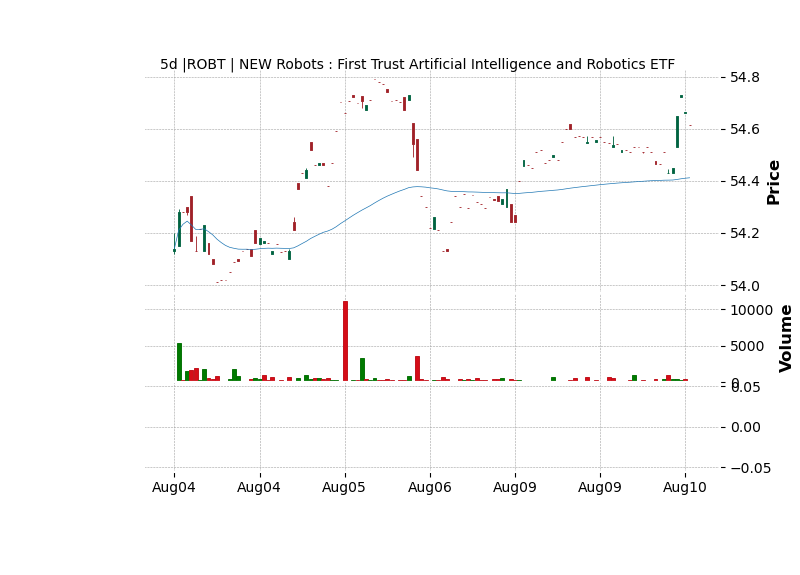 5d |ROBT | NEW Robots : First Trust Artificial Intelligence and Robotics ETF
54.8
54.6
54.4
54.2
54.0
Price
10000
5000
0
Volume
0.05
0.00
−0.05
Aug04 Aug04 Aug05 Aug06 Aug09 Aug09 Aug10